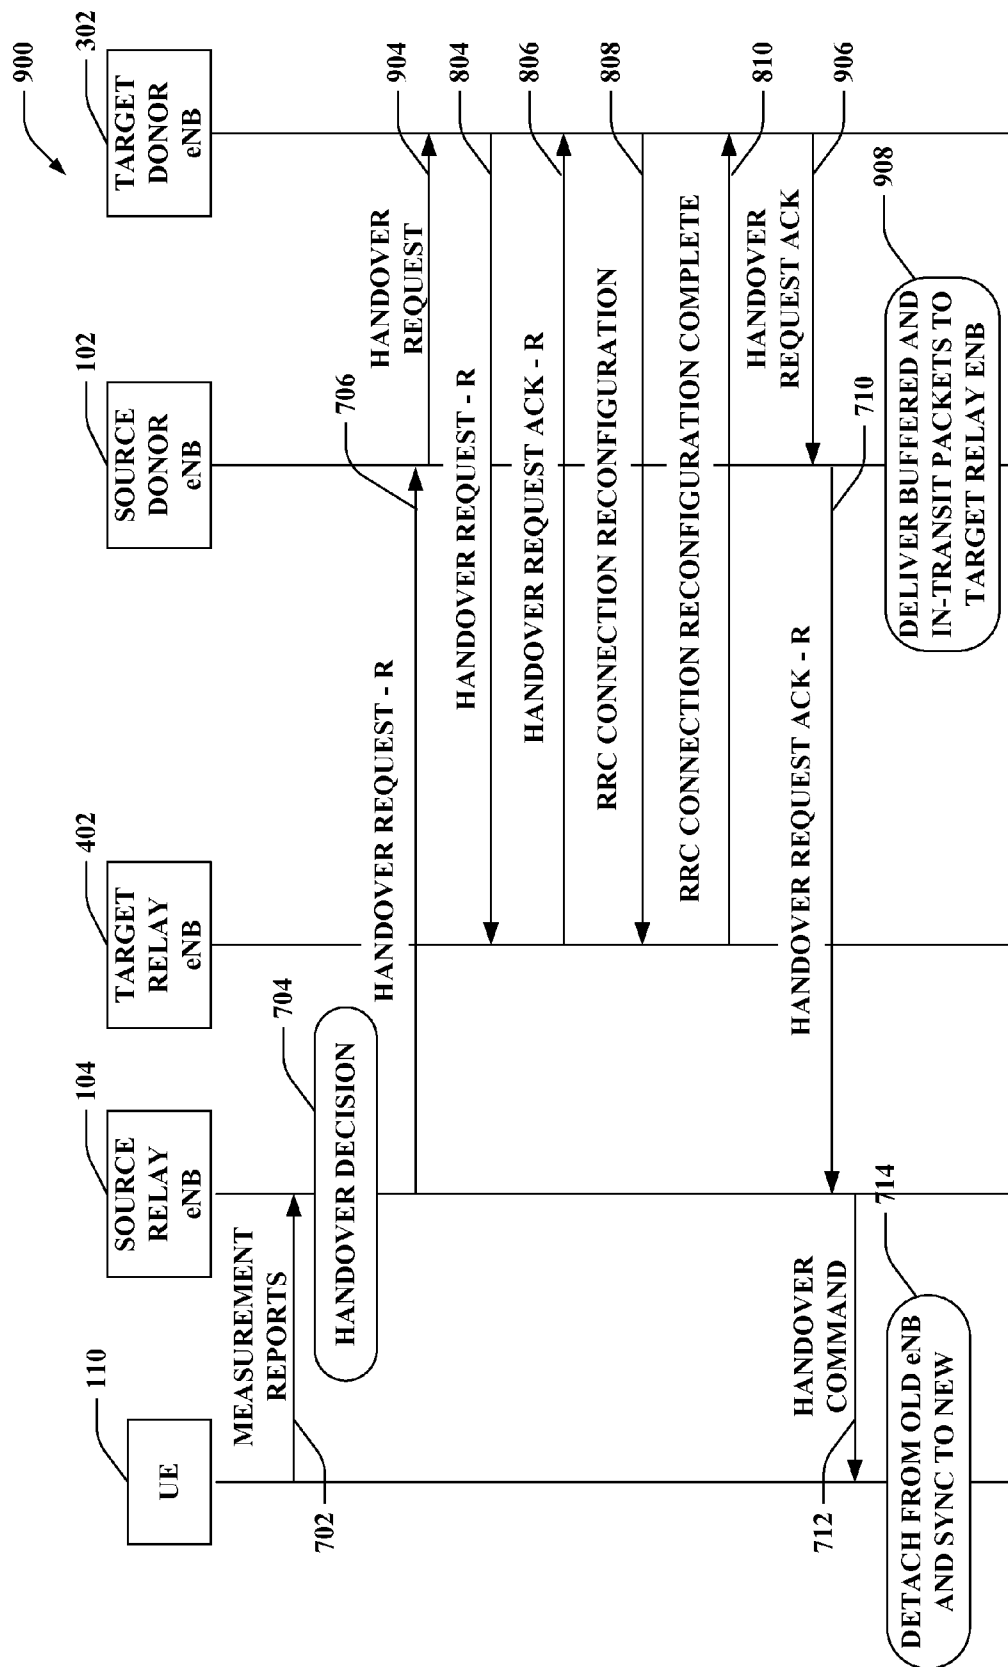 900
110
104
402
102
302
UE
SOURCE
RELAY
eNB
TARGET
RELAY
eNB
SOURCE
DONOR
eNB
TARGET
DONOR
eNB
MEASUREMENT
REPORTS
702
704
HANDOVER DECISION
HANDOVER REQUEST - R
706
HANDOVER
REQUEST
904
HANDOVER REQUEST - R
804
HANDOVER REQUEST ACK - R
806
RRC CONNECTION RECONFIGURATION
808
RRC CONNECTION RECONFIGURATION COMPLETE
810
HANDOVER
REQUEST ACK
906
HANDOVER REQUEST ACK - R
710
HANDOVER
COMMAND
712
714
DETACH FROM OLD eNB
AND SYNC TO NEW
908
DELIVER BUFFERED AND
IN-TRANSIT PACKETS TO
TARGET RELAY ENB